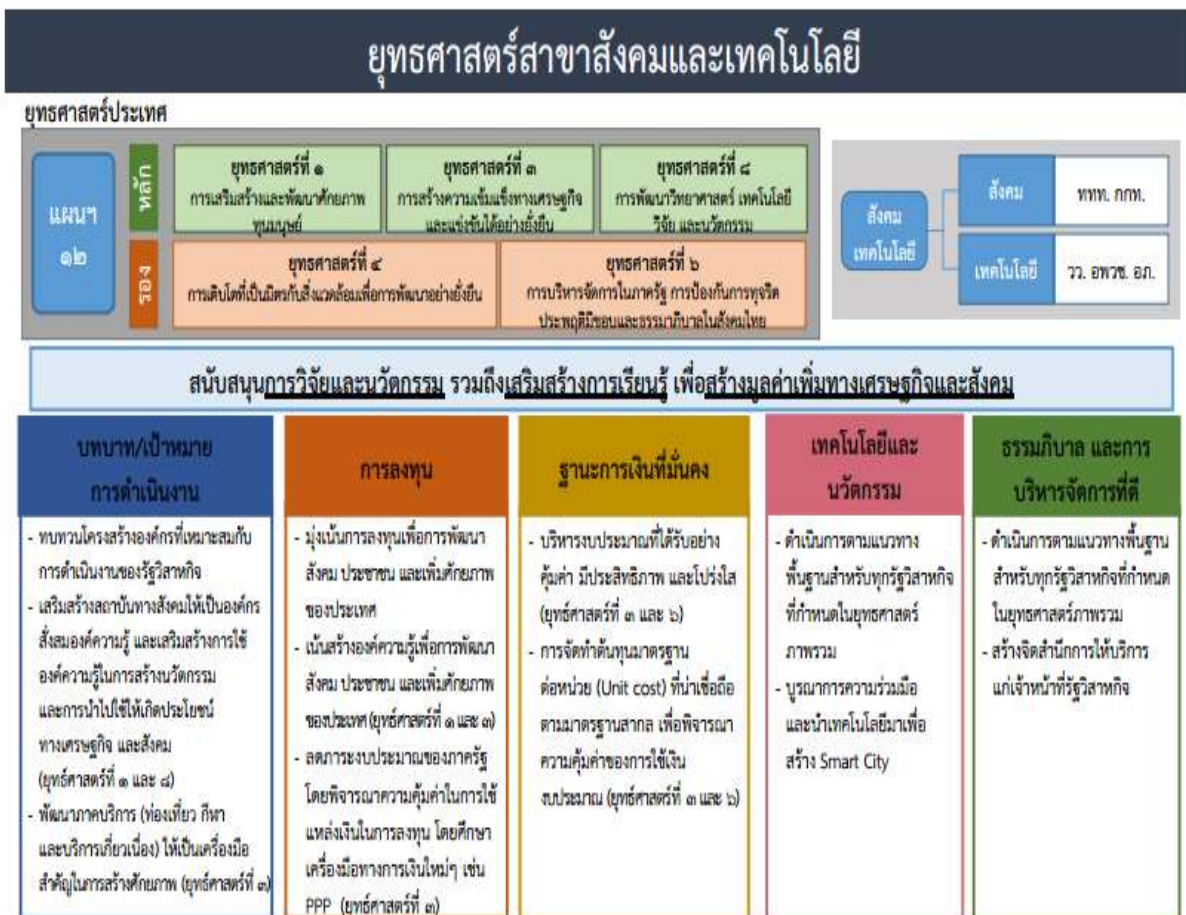 ยุทธศาสตร์สาขาสังคมและเทคโนโลยี
ยุทธศาสตร์ประเทศ
แผนฯ
๑๒
หลัก
ยุทธศาสตร์ที่ ๑
การเสริมสร้างและพัฒนาศักยภาพ
ทุนมนุษย์
ยุทธศาสตร์ที่ ๓
การสร้างความเข้มแข็งทางเศรษฐกิจ
และแข่งขันได้อย่างยั่งยืน
ยุทธศาสตร์ที่ ๘
การพัฒนาวิทยาศาสตร์ เทคโนโลยี
วิจัย และนวัตกรรม
รอง
ยุทธศาสตร์ที่ ๔
การเติบโตที่เป็นมิตรกับสิ่งแวดล้อมเพื่อการพัฒนาอย่างยั่งยืน
ยุทธศาสตร์ที่ ๖
การบริหารจัดการในภาครัฐ การป้องกันการทุจริต
ประพฤติมิชอบและธรรมาภิบาลในสังคมไทย
สังคม
เทคโนโลยี
สังคม
ททท. กกท.
เทคโนโลยี
วว. อพวช. อภ.
สนับสนุนการวิจัยและนวัตกรรม รวมถึงเสริมสร้างการเรียนรู้ เพื่อสร้างมูลค่าเพิ่มทางเศรษฐกิจและสังคม
บทบาท/เป้าหมาย
การดำเนินงาน
- ทบทวนโครงสร้างองค์กรที่เหมาะสมกับ
การดำเนินงานของรัฐวิสาหกิจ
- เสริมสร้างสถาบันทางสังคมให้เป็นองค์กร
สั่งสมองค์ความรู้ และเสริมสร้างการใช้
องค์ความรู้ในการสร้างนวัตกรรม
และการนำไปใช้ให้เกิดประโยชน์
ทางเศรษฐกิจ และสังคม
(ยุทธ์ศาสตร์ที่ ๑ และ ๘)
- พัฒนาภาคบริการ (ท่องเที่ยว กีฬา
และบริการเกี่ยวเนื่อง) ให้เป็นเครื่องมือ
สำคัญในการสร้างศักยภาพ (ยุทธ์ศาสตร์ที่ ๓)
การลงทุน
- มุ่งเน้นการลงทุนเพื่อการพัฒนา
สังคม ประชาชน และเพิ่มศักยภาพ
ของประเทศ
- เน้นสร้างองค์ความรู้เพื่อการพัฒนา
สังคม ประชาชน และเพิ่มศักยภาพ
ของประเทศ (ยุทธ์ศาสตร์ที่ ๑ และ ๓)
- ลดภาระงบประมาณของภาครัฐ
โดยพิจารณาความคุ้มค่าในการใช้
แหล่งเงินในการลงทุน โดยศึกษา
เครื่องมือทางการเงินใหม่ๆ เช่น
PPP (ยุทธ์ศาสตร์ที่ ๓)
ฐานะการเงินที่มั่นคง
- บริหารงบประมาณที่ได้รับอย่าง
คุ้มค่า มีประสิทธิภาพ และโปร่งใส
(ยุทธ์ศาสตร์ที่ ๓ และ ๖)
- การจัดทำต้นทุนมาตรฐาน
ต่อหน่วย (Unit cost) ที่น่าเชื่อถือ
ตามมาตรฐานสากล เพื่อพิจารณา
ความคุ้มค่าของการใช้เงิน
งบประมาณ (ยุทธ์ศาสตร์ที่ ๓ และ ๖)
เทคโนโลยีและ
นวัตกรรม
- ดำเนินการตามแนวทาง
พื้นฐานสำหรับทุกรัฐวิสาหกิจ
ที่กำหนดในยุทธศาสตร์
ภาพรวม
- บูรณาการความร่วมมือ
และนำเทคโนโลยีมาเพื่อ
สร้าง Smart City
ธรรมภิบาล และการ
บริหารจัดการที่ดี
- ดำเนินการตามแนวทางพื้นฐาน
สำหรับทุกรัฐวิสาหกิจที่กำหนด
ในยุทธศาสตร์ภาพรวม
- สร้างจิตสำนึกการให้บริการ
แก่เจ้าหน้าที่รัฐวิสาหกิจ